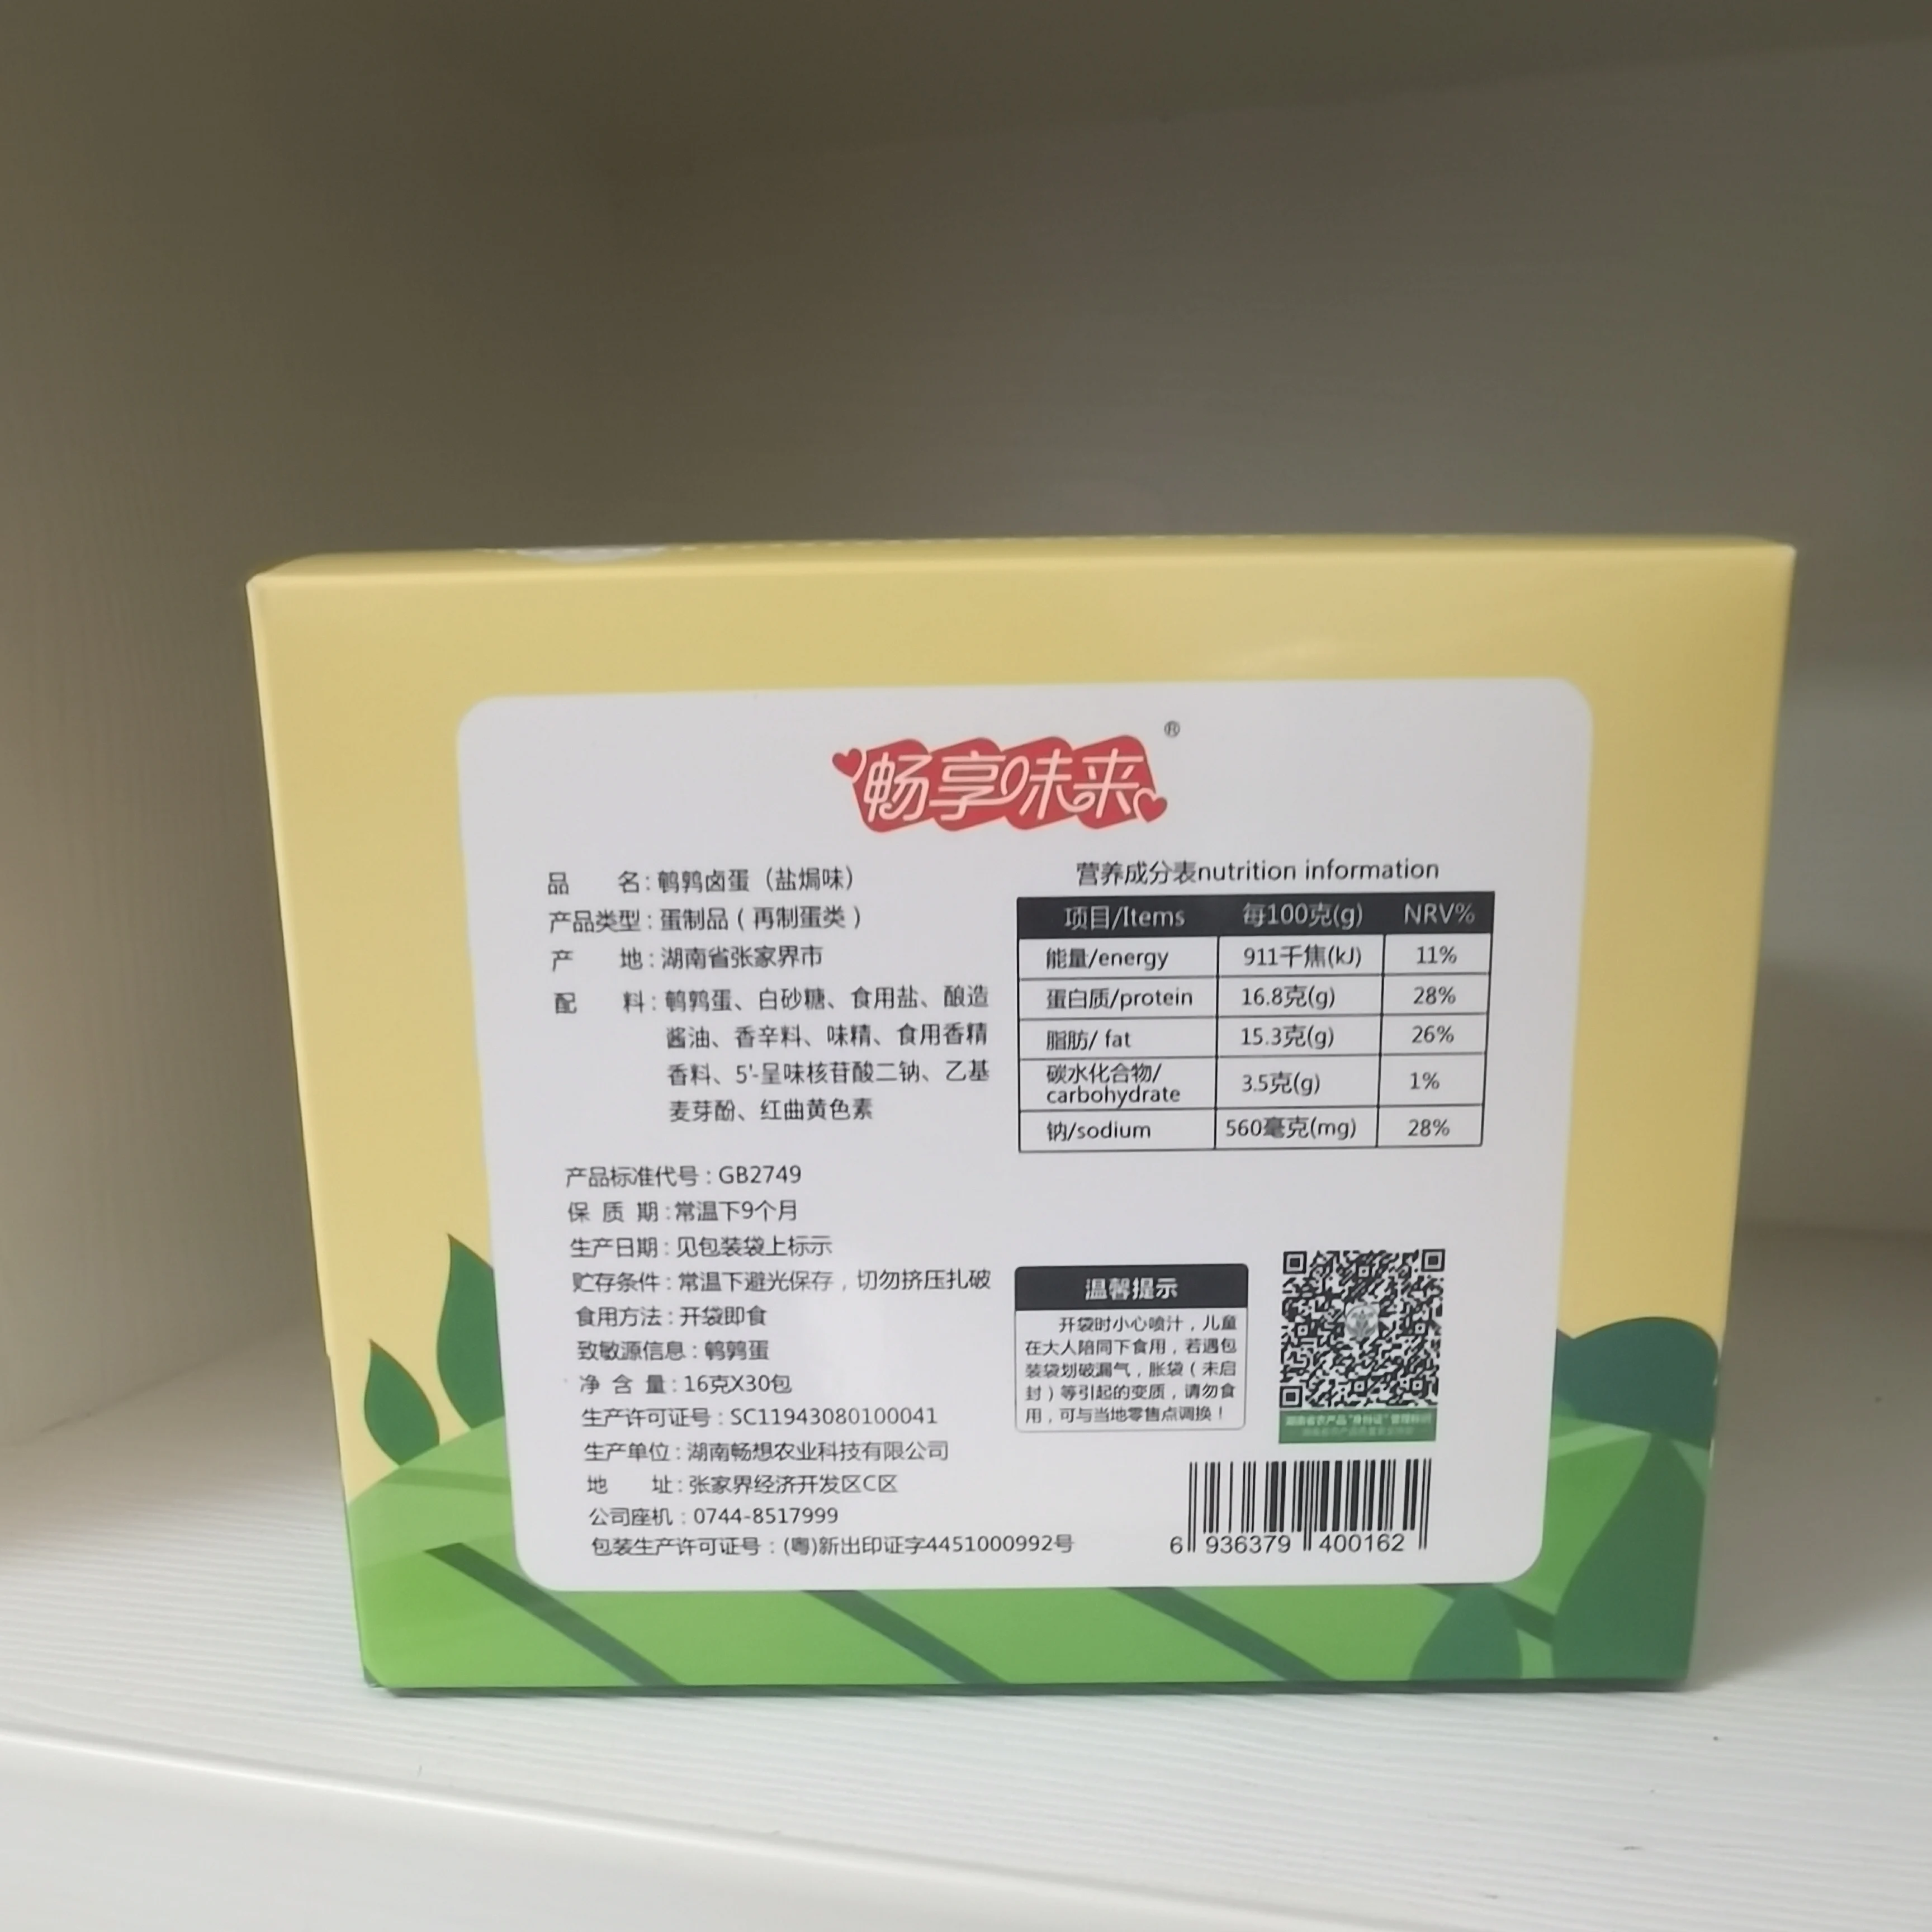 畅享味来®
品 名：鹌鹑卤蛋（盐焗味）
产品类型：蛋制品（再制蛋类）
产 地：湖南省张家界市
配 料：鹌鹑蛋、白砂糖、食用盐、酿造
酱油、香辛料、味精、食用香精
香料、5'-呈味核苷酸二钠、乙基
麦芽酚、红曲黄色素
产品标准代号：GB2749
保 质 期：常温下9个月
生产日期：见包装袋上标示
贮存条件：常温下避光保存，切勿挤压扎破
食用方法：开袋即食
致敏源信息：鹌鹑蛋
净 含 量：16克X30包
生产许可证号：SC11943080100041
生产单位：湖南畅想农业科技有限公司
地 址：张家界经济开发区C区
公司座机：0744-8517999
包装生产许可证号：(粤)新出印证字4451000992号
营养成分表nutrition information
项目/Items 每100克(g) NRV%
能量/energy 911千焦(kJ) 11%
蛋白质/protein 16.8克(g) 28%
脂肪/ fat 15.3克(g) 26%
碳水化合物/
carbohydrate 3.5克(g) 1%
钠/sodium 560毫克(mg) 28%
温馨提示
开袋时小心喷汁，儿童
在大人陪同下食用，若遇包
装袋划破漏气，胀袋（未启
封）等引起的变质，请勿食
用，可与当地零售点调换！
湖南省农产品"身份证"管理标识
6 936379 400162